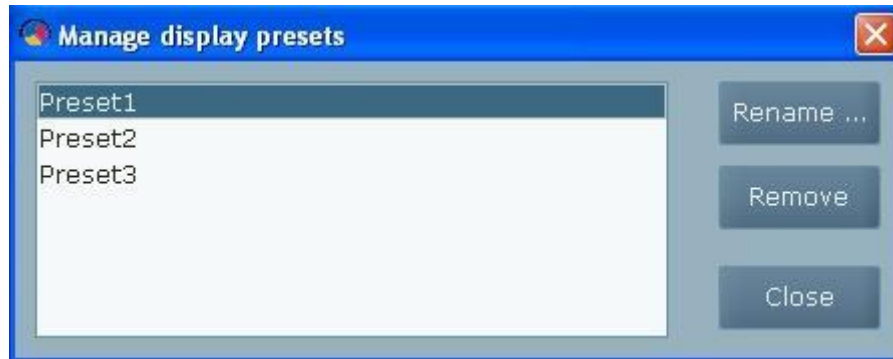 Manage display presets
Preset1
Preset2
Preset3
Rename ...
Remove
Close